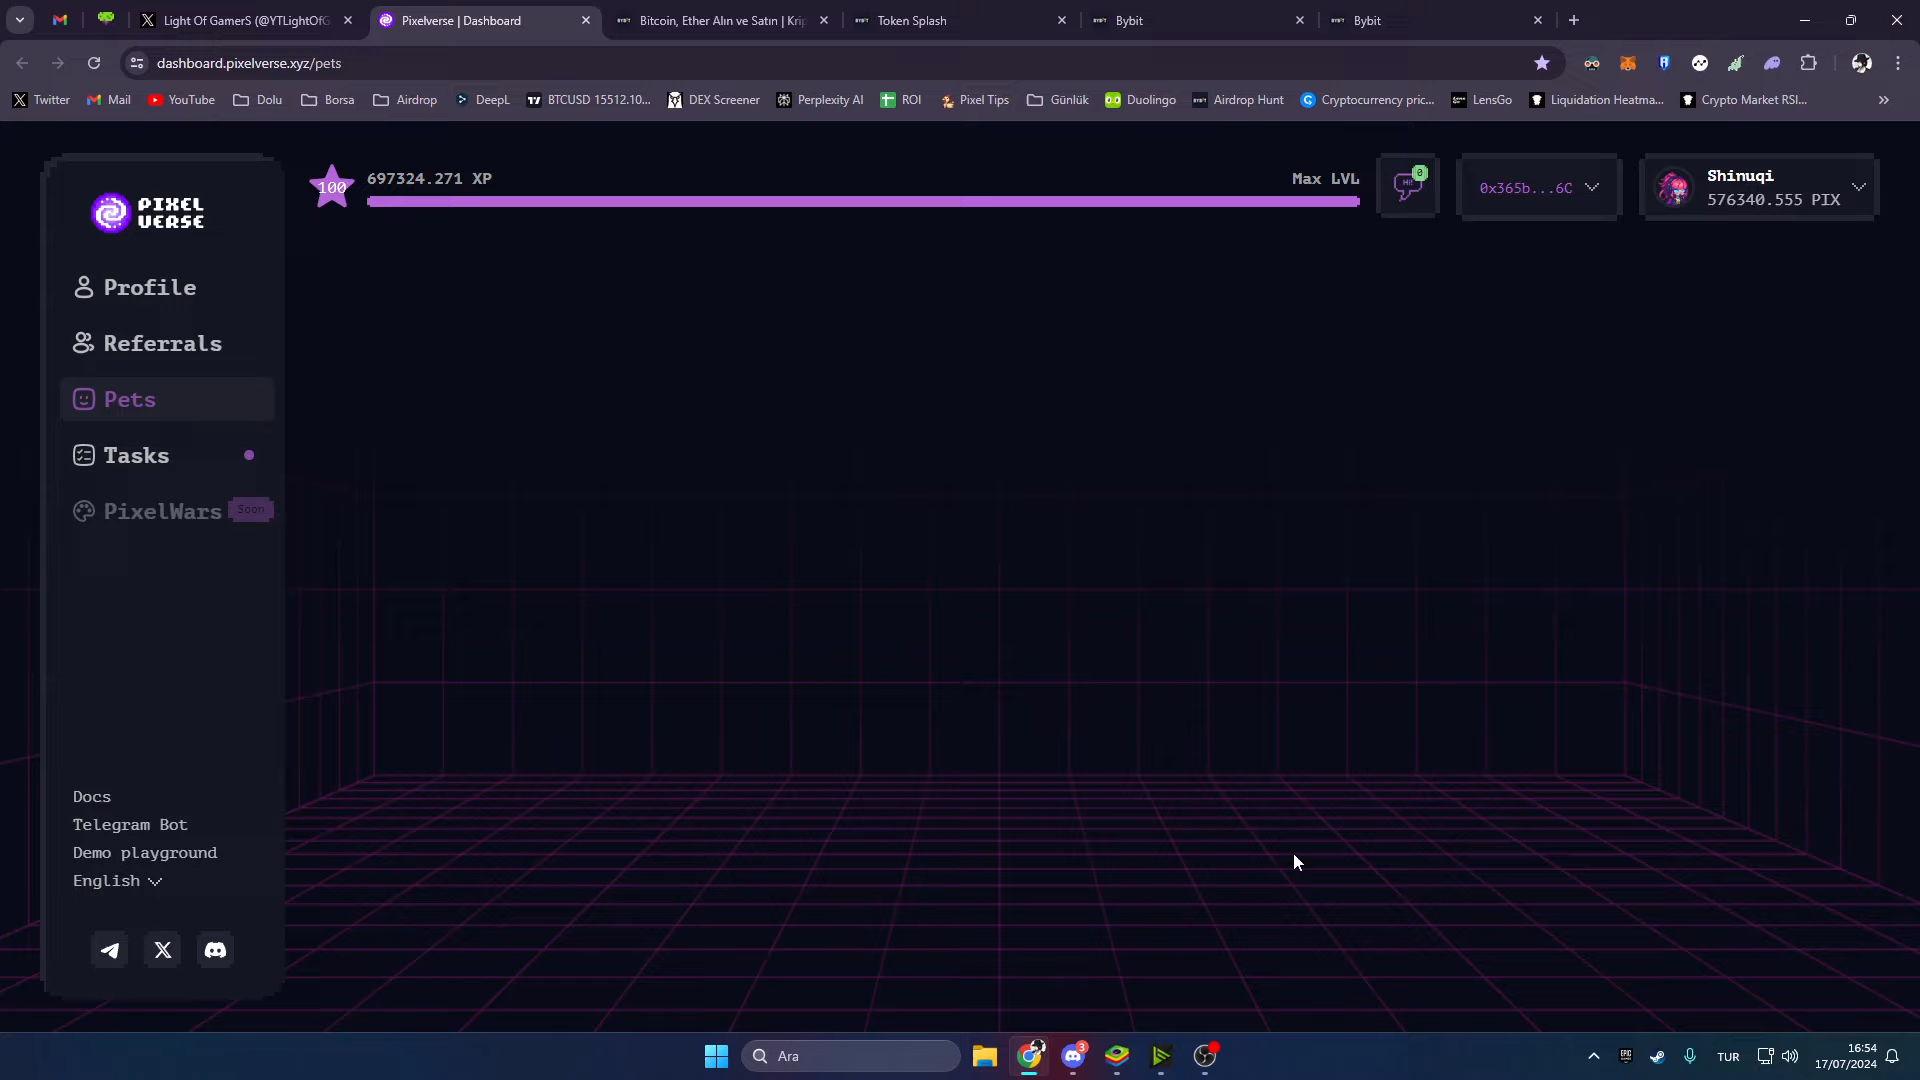 Light Of GamerS (@YTLightOfG
Pixelverse | Dashboard
Bitcoin, Ether Alın ve Satın | Krip
Token Splash
Bybit
Bybit
dashboard.pixelverse.xyz/pets
Twitter
Mail
YouTube
Dolu
Borsa
Airdrop
DeepL
BTCUSD 15512.10...
DEX Screener
Perplexity AI
ROI
Pixel Tips
Günlük
Duolingo
Airdrop Hunt
Cryptocurrency pric...
LensGo
Liquidation Heatma...
Crypto Market RSI...
PIXEL
VERSE
100
697324.271 XP
Max LVL
Hi!
0
0x365b...6C
Shinuqi
576340.555 PIX
Profile
Referrals
Pets
Tasks
PixelWars
Soon
Docs
Telegram Bot
Demo playground
English
Ara
3
TUR
16:54
17/07/2024